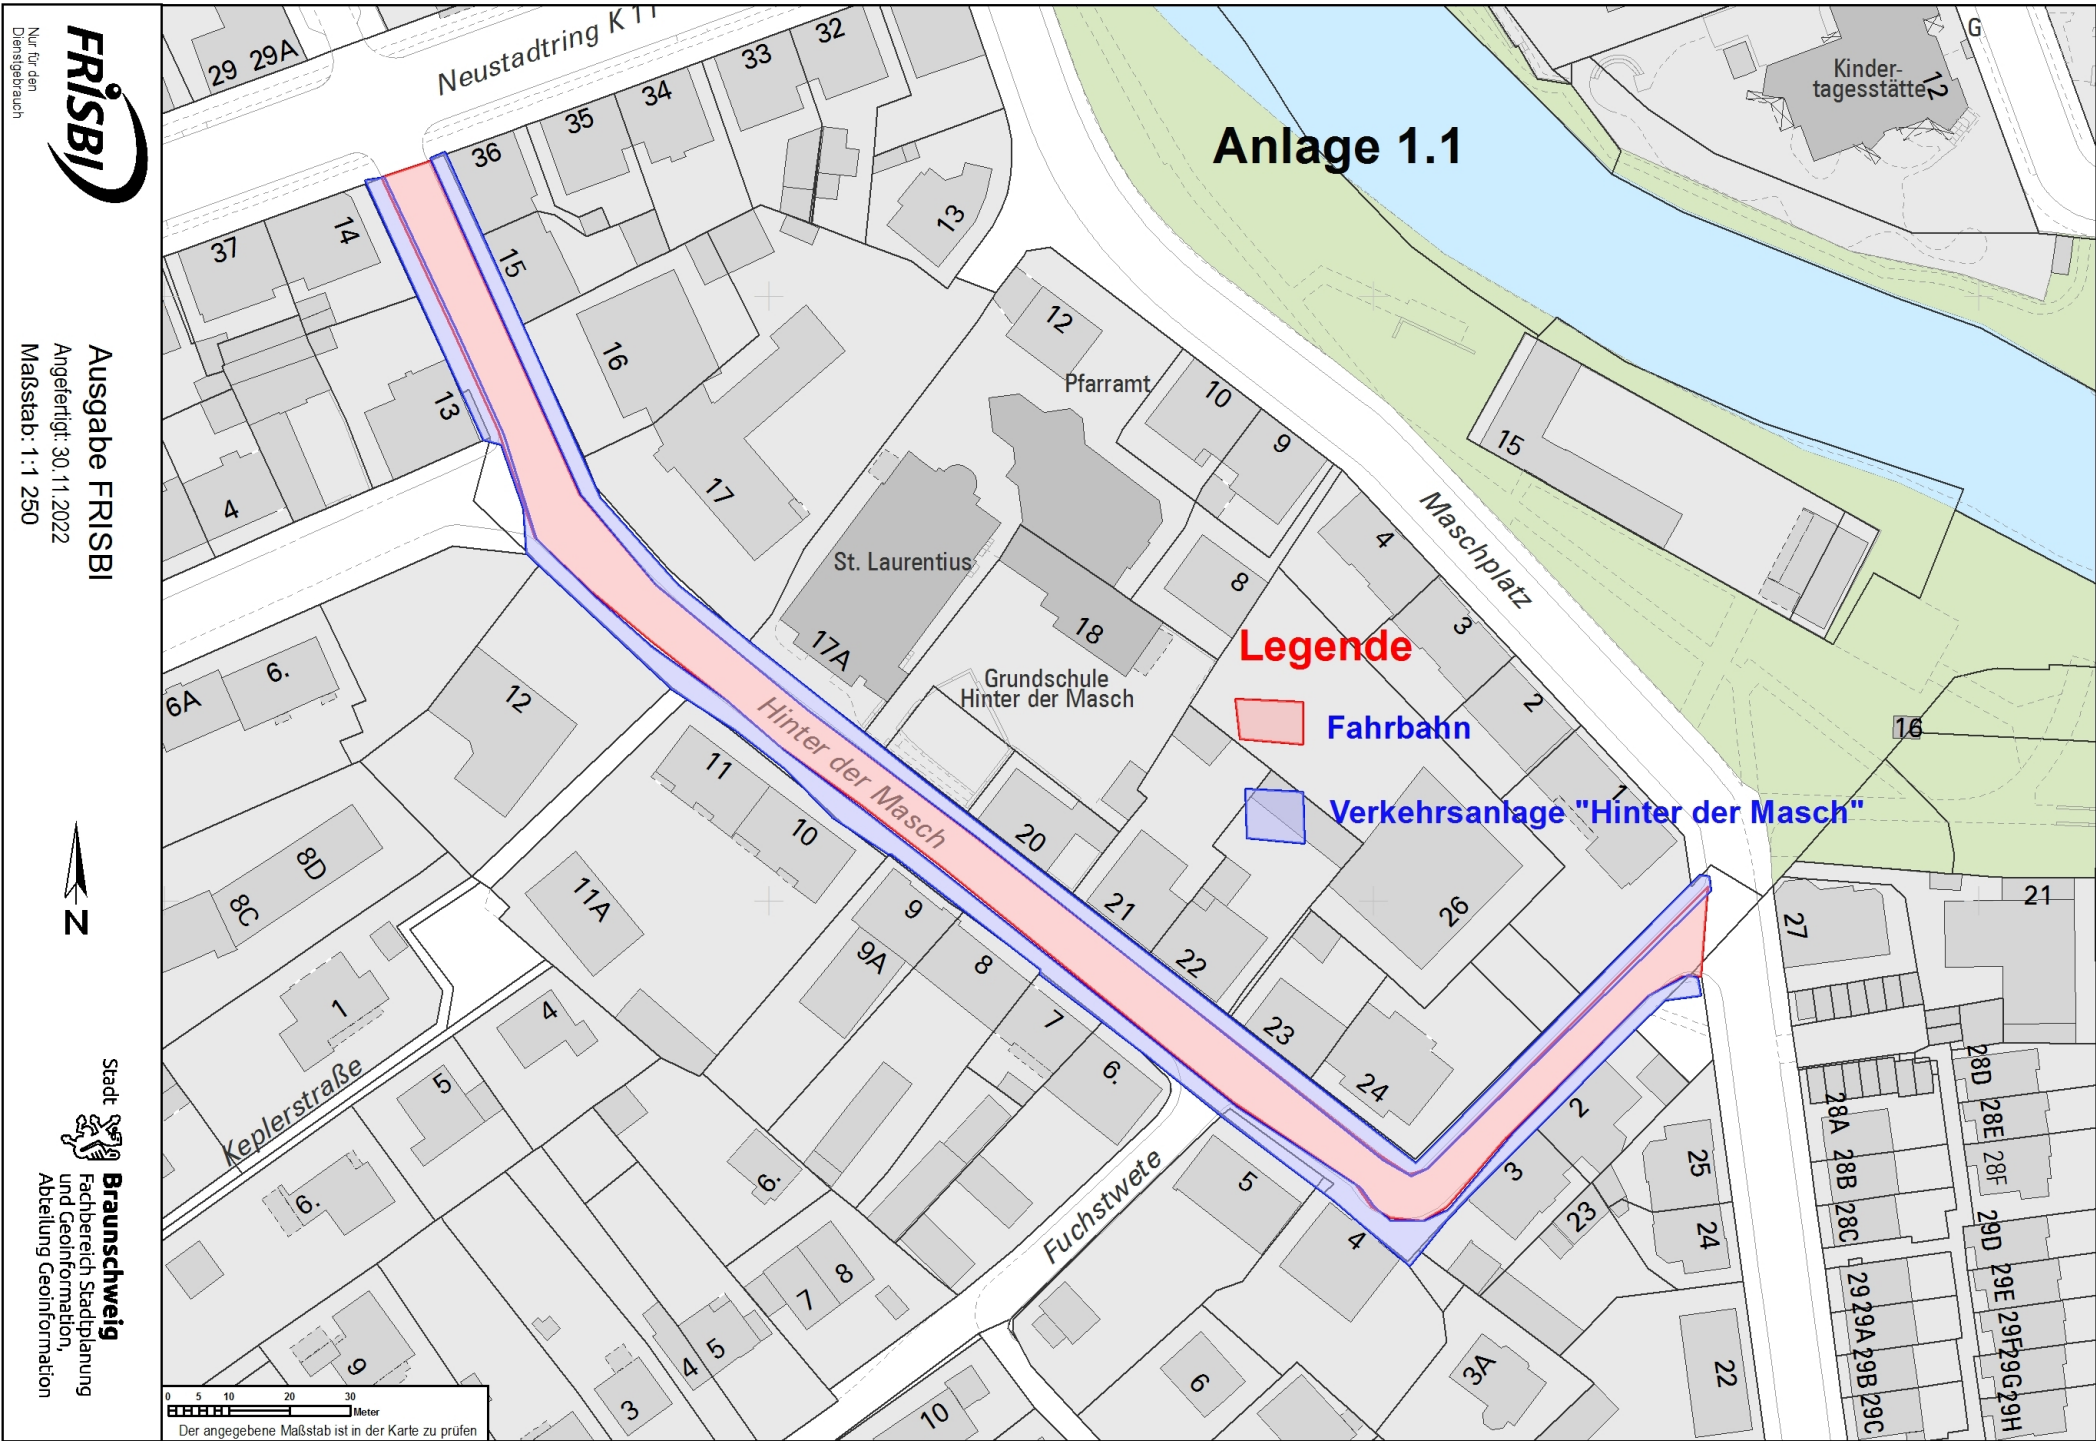 FRISBI
Nur für den
Dienstgebrauch
Ausgabe FRISBI
Angefertigt: 30.11.2022
Maßstab: 1:1 250
N
Stadt
Braunschweig
Fachbereich Stadtplanung
und Geoinformation,
Abteilung Geoinformation
Anlage 1.1
Legende
Fahrbahn
Verkehrsanlage "Hinter der Masch"
Neustadtring K 11
29 29A
32
33
34
35
36
37
14
15
13
16
17
4
13
12
Pfarramt
10
9
8
St. Laurentius
17A
18
Grundschule
Hinter der Masch
Hinter der Masch
Maschplatz
Kinder-
tagesstätte
12
G
15
16
4
3
2
1
6A
6.
12
11
10
11A
8D
8C
9
9A
8
7
6.
20
21
22
23
24
26
27
21
1
4
5
6.
Keplerstraße
Fuchstwete
6.
7
8
4
5
3
9
10
5
4
3
2
23
25
24
22
3A
6
28A
28B
28C
28D
28E
28F
29
29A
29B
29C
29D
29E
29F
29G
29H
0 5 10 20 30
Meter
Der angegebene Maßstab ist in der Karte zu prüfen